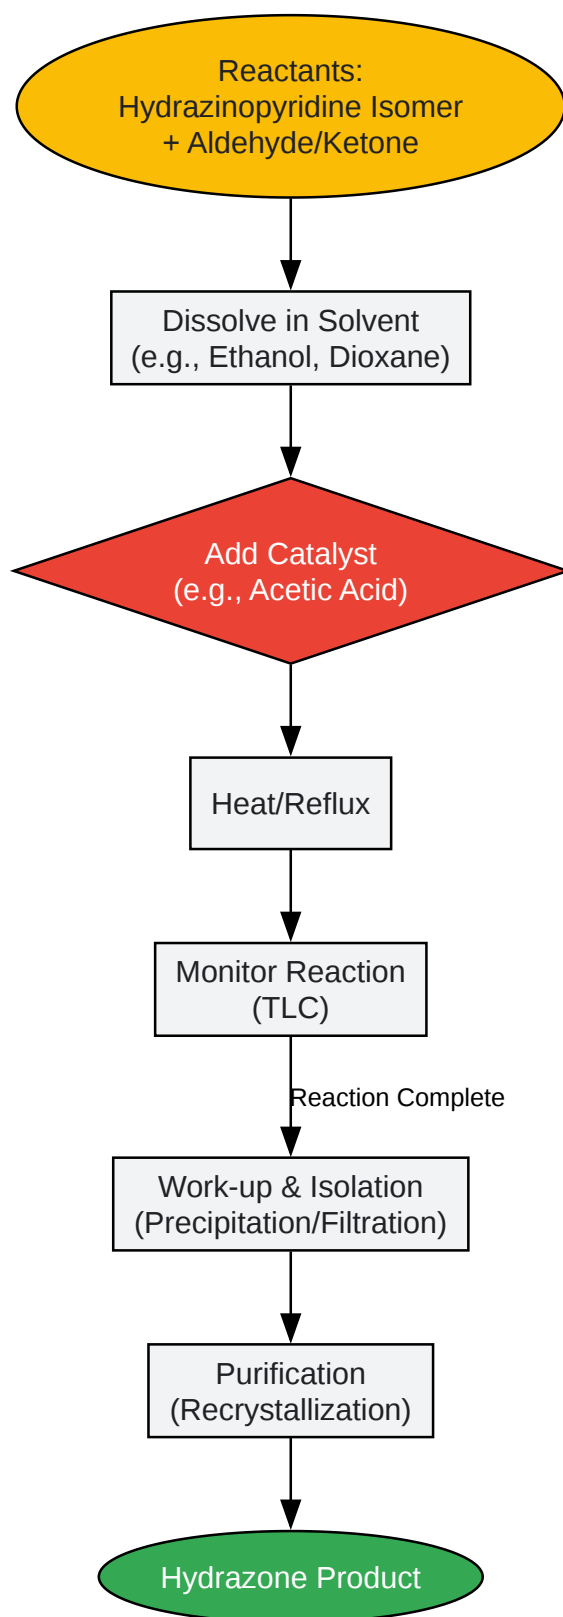 Reactants:
Hydrazinopyridine Isomer
+ Aldehyde/Ketone
Dissolve in Solvent
(e.g., Ethanol, Dioxane)
Add Catalyst
(e.g., Acetic Acid)
Heat/Reflux
Monitor Reaction
(TLC)
Reaction Complete
Work-up & Isolation
(Precipitation/Filtration)
Purification
(Recrystallization)
Hydrazone Product